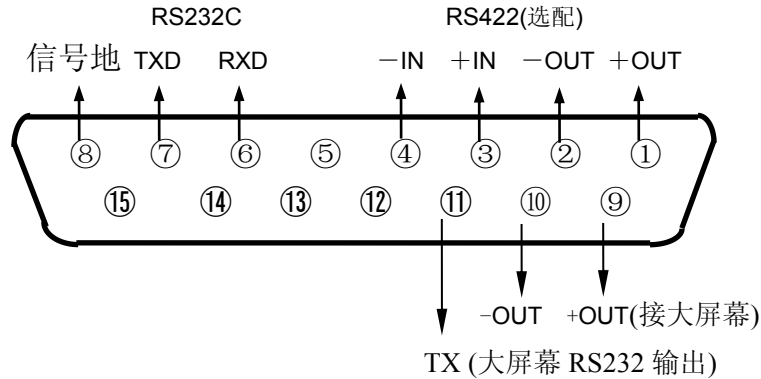 RS232C RS422(选配)
信号地 TXD RXD －IN ＋IN －OUT ＋OUT
⑧ ⑦ ⑥ ⑤ ④ ③ ② ①
⑮ ⑭ ⑬ ⑫ ⑪ ⑩ ⑨
-OUT +OUT(接大屏幕)
TX (大屏幕 RS232 输出)